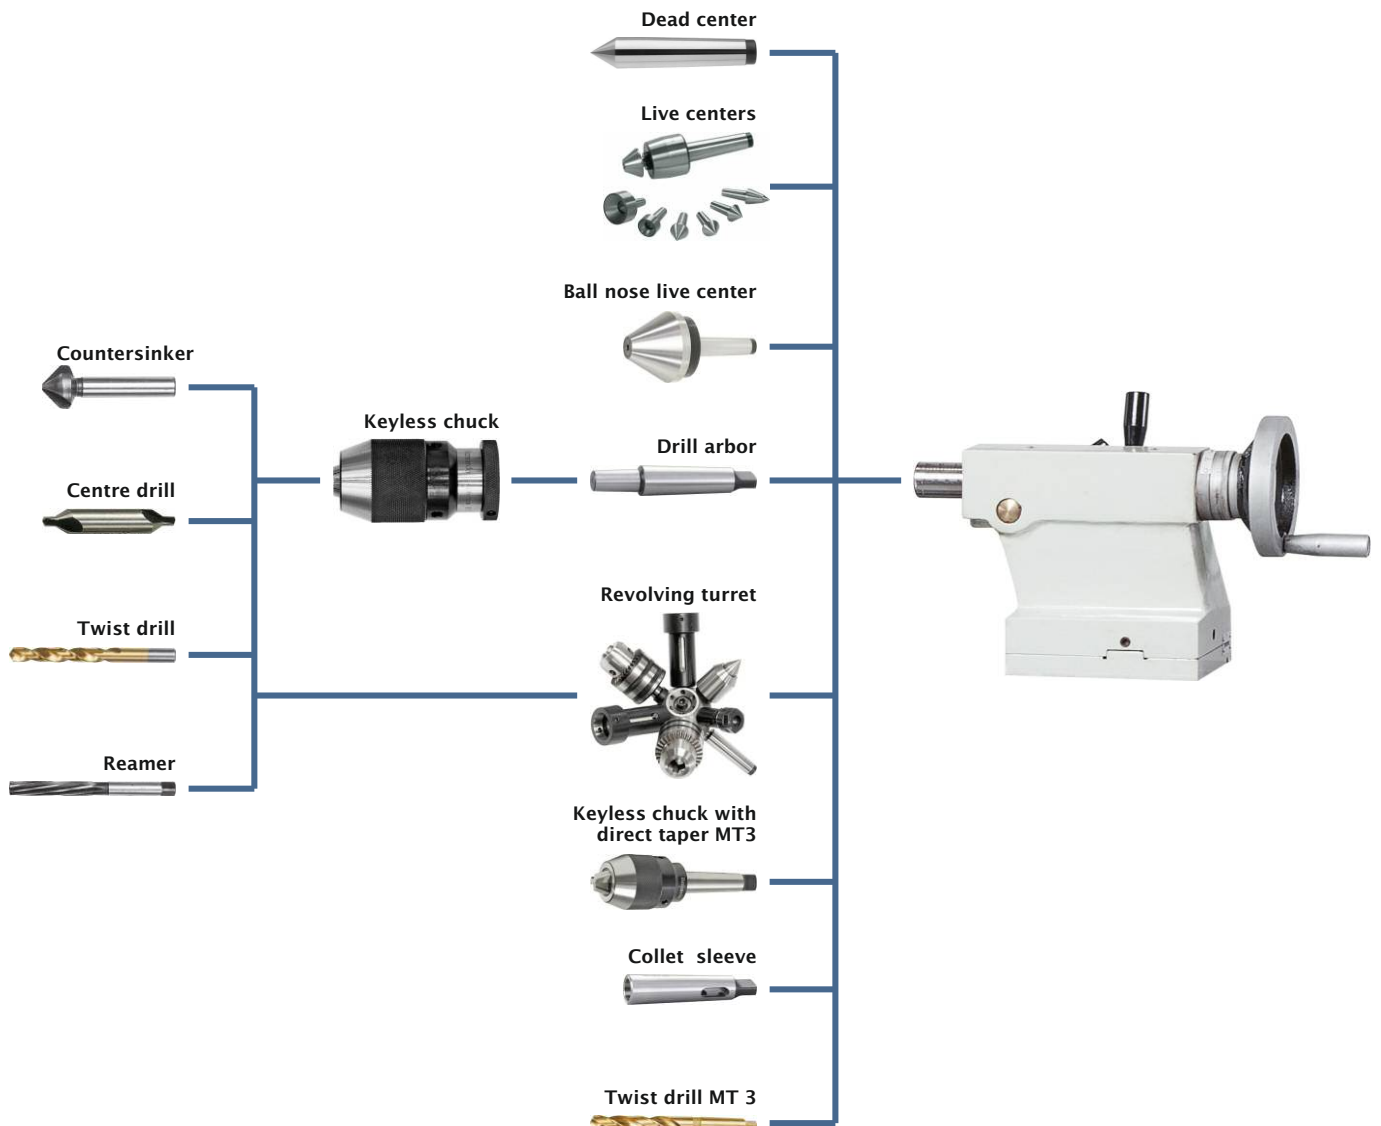 Dead center
Live centers
Ball nose live center
Countersinker
Keyless chuck
Drill arbor
Centre drill
Revolving turret
Twist drill
Reamer
Keyless chuck with
direct taper MT3
Collet sleeve
Twist drill MT 3